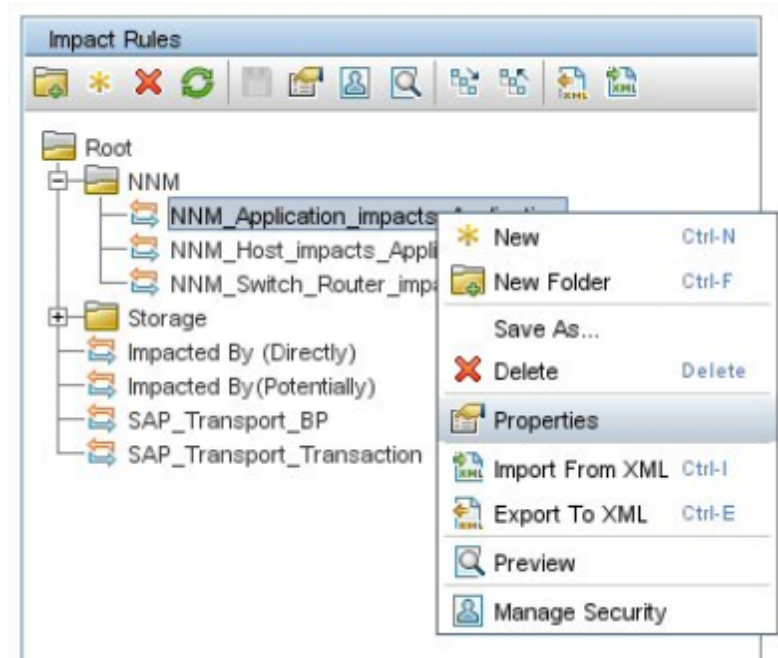 Impact Rules
Root
NNM
NNM_Application_impacts_Application
NNM_Host_impacts_Appli
NNM_Switch_Router_impa
Storage
Impacted By (Directly)
Impacted By(Potentially)
SAP_Transport_BP
SAP_Transport_Transaction
New Ctrl-N
New Folder Ctrl-F
Save As...
Delete Delete
Properties
Import From XML Ctrl-I
Export To XML Ctrl-E
Preview
Manage Security